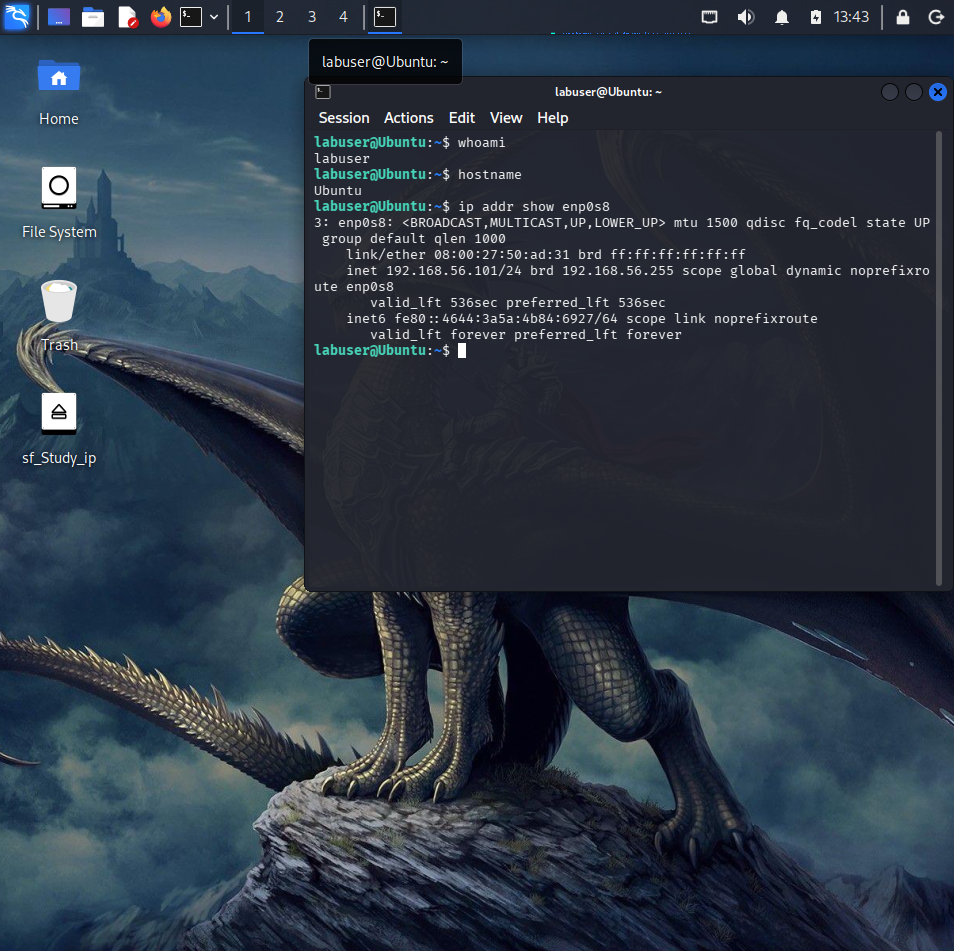 1
2
3
4
13:43
labuser@Ubuntu: ~
labuser@Ubuntu: ~
Session Actions Edit View Help
labuser@Ubuntu:~$ whoami
labuser
labuser@Ubuntu:~$ hostname
Ubuntu
labuser@Ubuntu:~$ ip addr show enp0s8
3: enp0s8: <BROADCAST,MULTICAST,UP,LOWER_UP> mtu 1500 qdisc fq_codel state UP
 group default qlen 1000
    link/ether 08:00:27:50:ad:31 brd ff:ff:ff:ff:ff:ff
    inet 192.168.56.101/24 brd 192.168.56.255 scope global dynamic noprefixro
ute enp0s8
       valid_lft 536sec preferred_lft 536sec
    inet6 fe80::4644:3a5a:4b84:6927/64 scope link noprefixroute
       valid_lft forever preferred_lft forever
labuser@Ubuntu:~$
Home
File System
Trash
sf_Study_ip